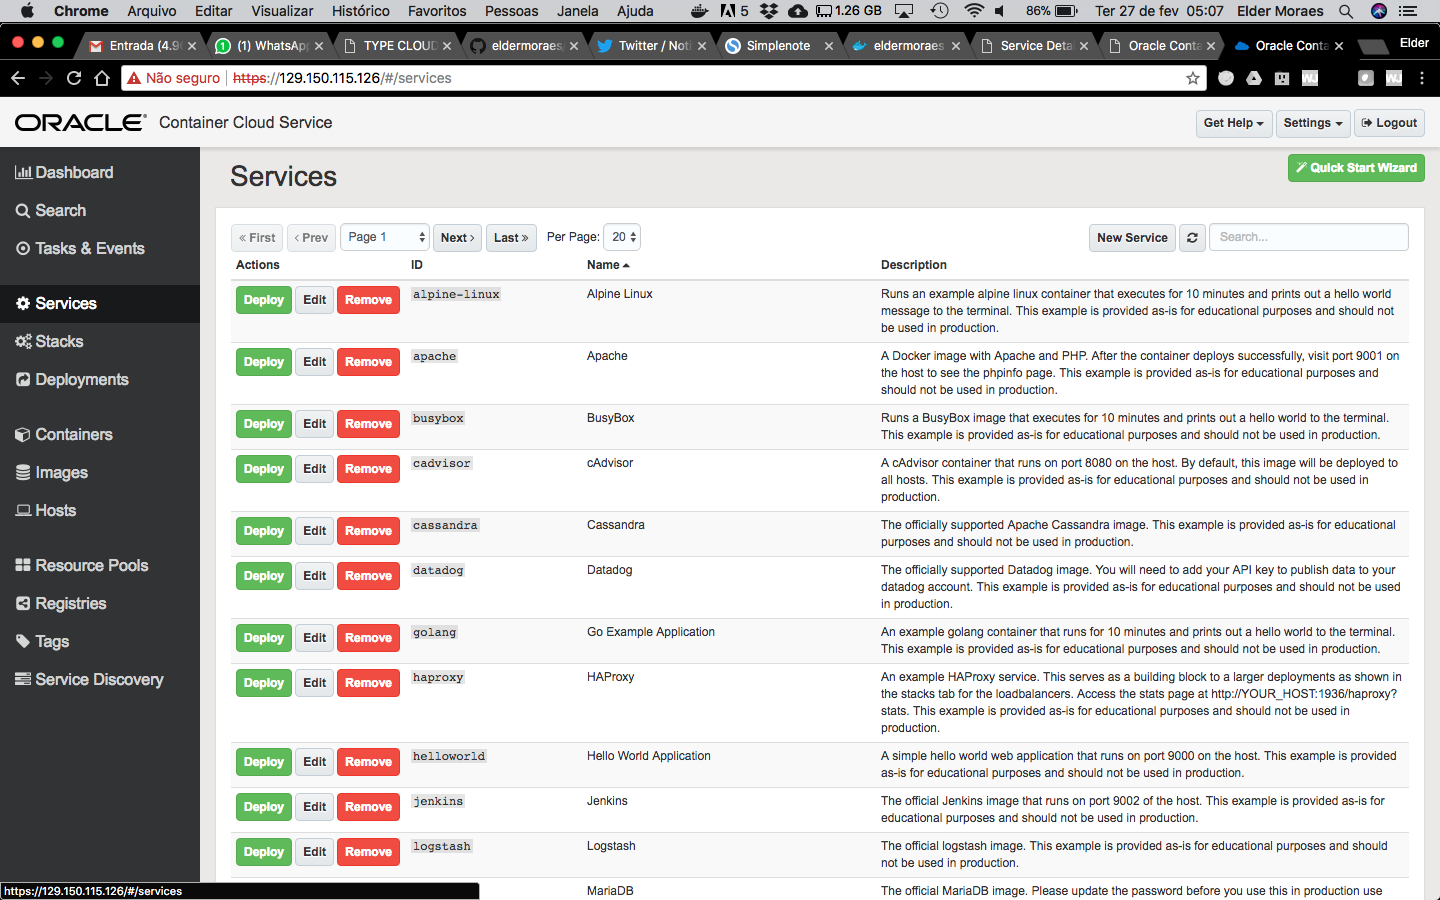 Chrome Arquivo Editar Visualizar Histórico Favoritos Pessoas Janela Ajuda 5 1.26 GB 86% Ter 27 de fev 05:07 Elder Moraes
Entrada (4.9 (1) WhatsApp TYPE CLOUD eldermoraes Twitter / Noti Simplenote eldermoraes Service Deta Oracle Conta Oracle Conta Elder
Não seguro https://129.150.115.126/#/services
ORACLE Container Cloud Service Get Help Settings Logout
Dashboard
Search
Tasks & Events
Services
Stacks
Deployments
Containers
Images
Hosts
Resource Pools
Registries
Tags
Service Discovery
Services Quick Start Wizard
« First ‹ Prev Page 1 Next › Last » Per Page: 20 New Service Search...
Actions ID Name Description
Deploy Edit Remove alpine-linux Alpine Linux Runs an example alpine linux container that executes for 10 minutes and prints out a hello world
message to the terminal. This example is provided as-is for educational purposes and should not
be used in production.
Deploy Edit Remove apache Apache A Docker image with Apache and PHP. After the container deploys successfully, visit port 9001 on
the host to see the phpinfo page. This example is provided as-is for educational purposes and
should not be used in production.
Deploy Edit Remove busybox BusyBox Runs a BusyBox image that executes for 10 minutes and prints out a hello world to the terminal.
This example is provided as-is for educational purposes and should not be used in production.
Deploy Edit Remove cadvisor cAdvisor A cAdvisor container that runs on port 8080 on the host. By default, this image will be deployed to
all hosts. This example is provided as-is for educational purposes and should not be used in
production.
Deploy Edit Remove cassandra Cassandra The officially supported Apache Cassandra image. This example is provided as-is for educational
purposes and should not be used in production.
Deploy Edit Remove datadog Datadog The officially supported Datadog image. You will need to add your API key to publish data to your
datadog account. This example is provided as-is for educational purposes and should not be used
in production.
Deploy Edit Remove golang Go Example Application An example golang container that runs for 10 minutes and prints out a hello world to the terminal.
This example is provided as-is for educational purposes and should not be used in production.
Deploy Edit Remove haproxy HAProxy An example HAProxy service. This serves as a building block to a larger deployments as shown in
the stacks tab for the loadbalancers. Access the stats page at http://YOUR_HOST:1936/haproxy?
stats. This example is provided as-is for educational purposes and should not be used in
production.
Deploy Edit Remove helloworld Hello World Application A simple hello world web application that runs on port 9000 on the host. This example is provided
as-is for educational purposes and should not be used in production.
Deploy Edit Remove jenkins Jenkins The official Jenkins image that runs on port 9002 of the host. This example is provided as-is for
educational purposes and should not be used in production.
Deploy Edit Remove logstash Logstash The official logstash image. This example is provided as-is for educational purposes and should
not be used in production.
MariaDB The official MariaDB image. Please update the password before you use this in production use
https://129.150.115.126/#/services